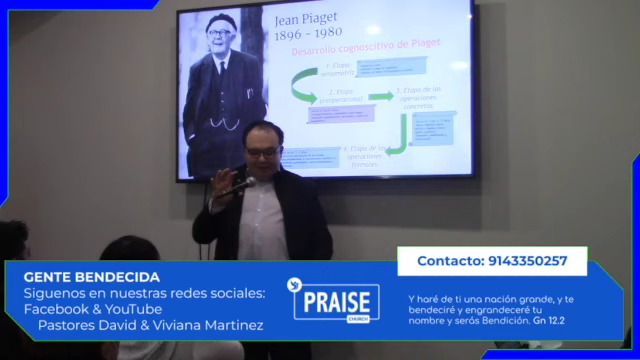 Jean Piaget
1896 - 1980
Desarrollo cognoscitivo de Piaget
1. Etapa
sensomotriz
2. Etapa
preoperacional
3. Etapa de las
operaciones
concretas
4. Etapa de las
operaciones
formales
GENTE BENDECIDA
Siguenos en nuestras redes sociales:
Facebook & YouTube
Pastores David & Viviana Martinez
PRAISE
CHURCH
Contacto: 9143350257
Y haré de ti una nación grande, y te
bendeciré y engrandeceré tu
nombre y serás Bendición. Gn 12.2